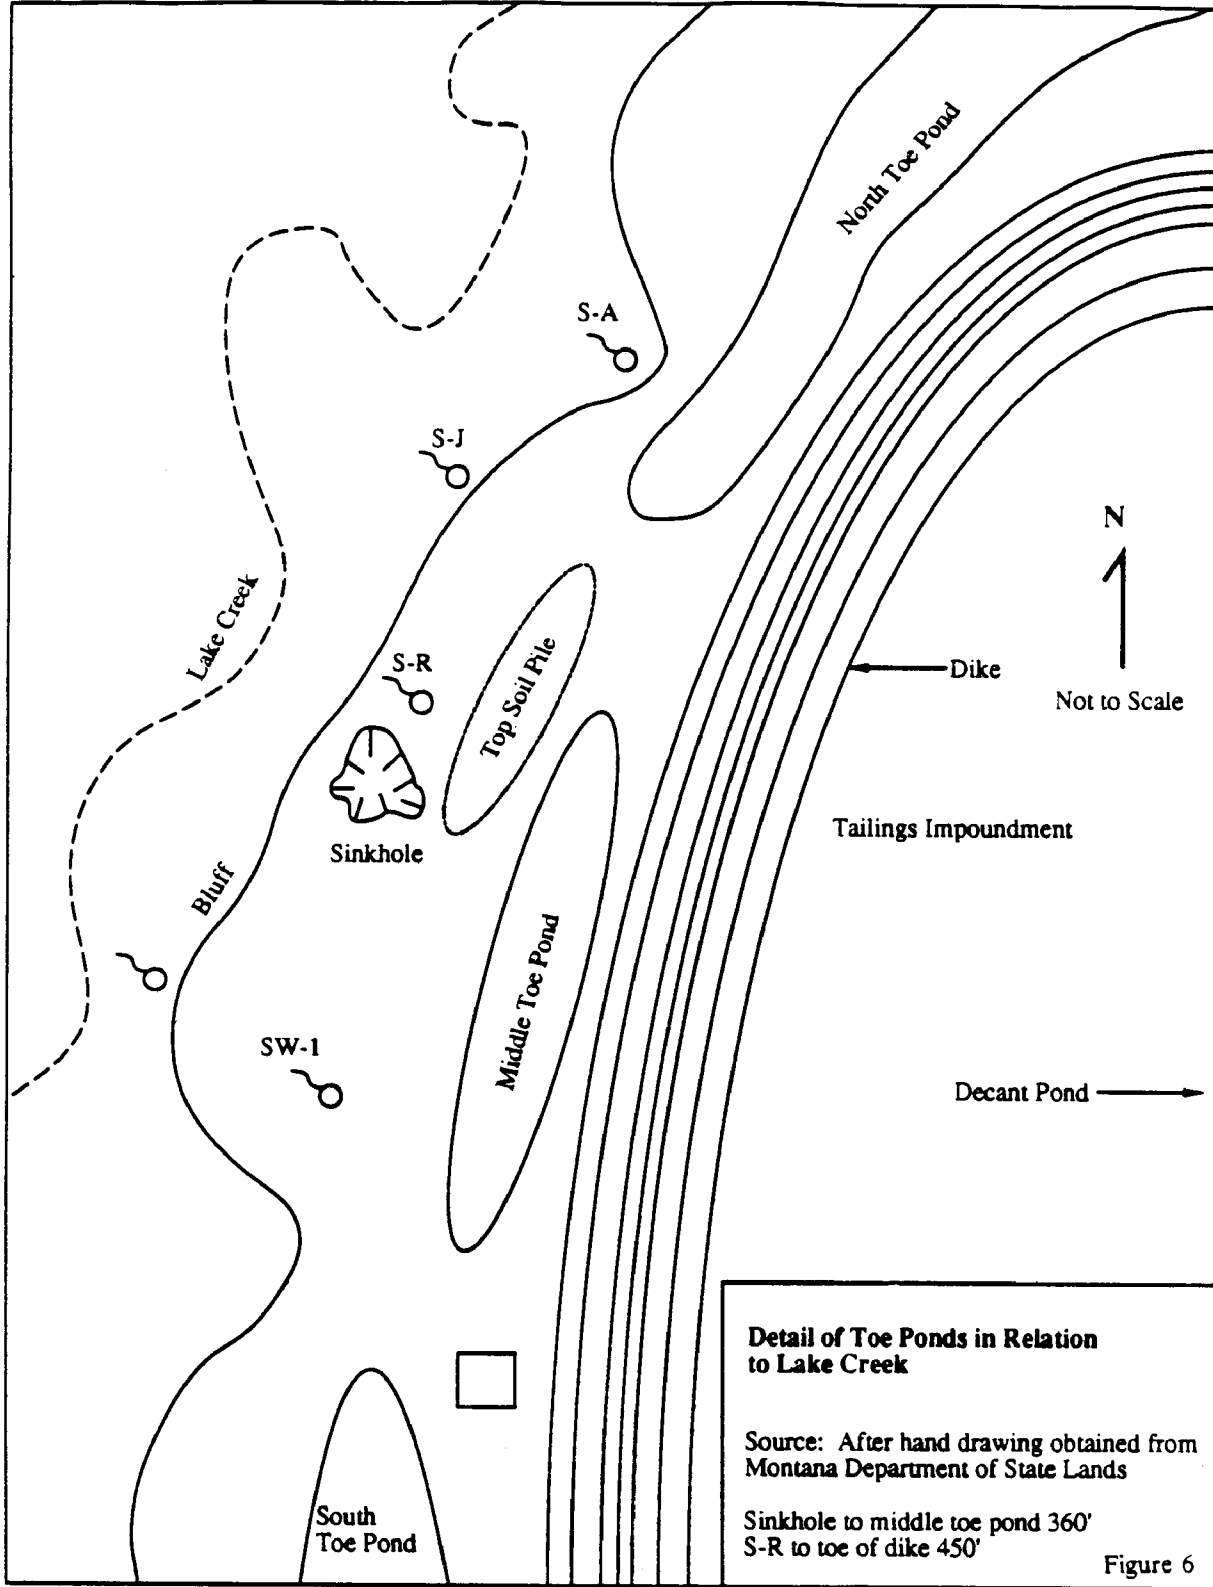 North Toe Pond
S-A
S-J
N
Lake Creek
S-R
Top Soil Pile
Dike
Not to Scale
Sinkhole
Tailings Impoundment
Bluff
Middle Toe Pond
SW-1
Decant Pond
Detail of Toe Ponds in Relation
to Lake Creek
Source: After hand drawing obtained from
Montana Department of State Lands
South
Toe Pond
Sinkhole to middle toe pond 360'
S-R to toe of dike 450'
Figure 6